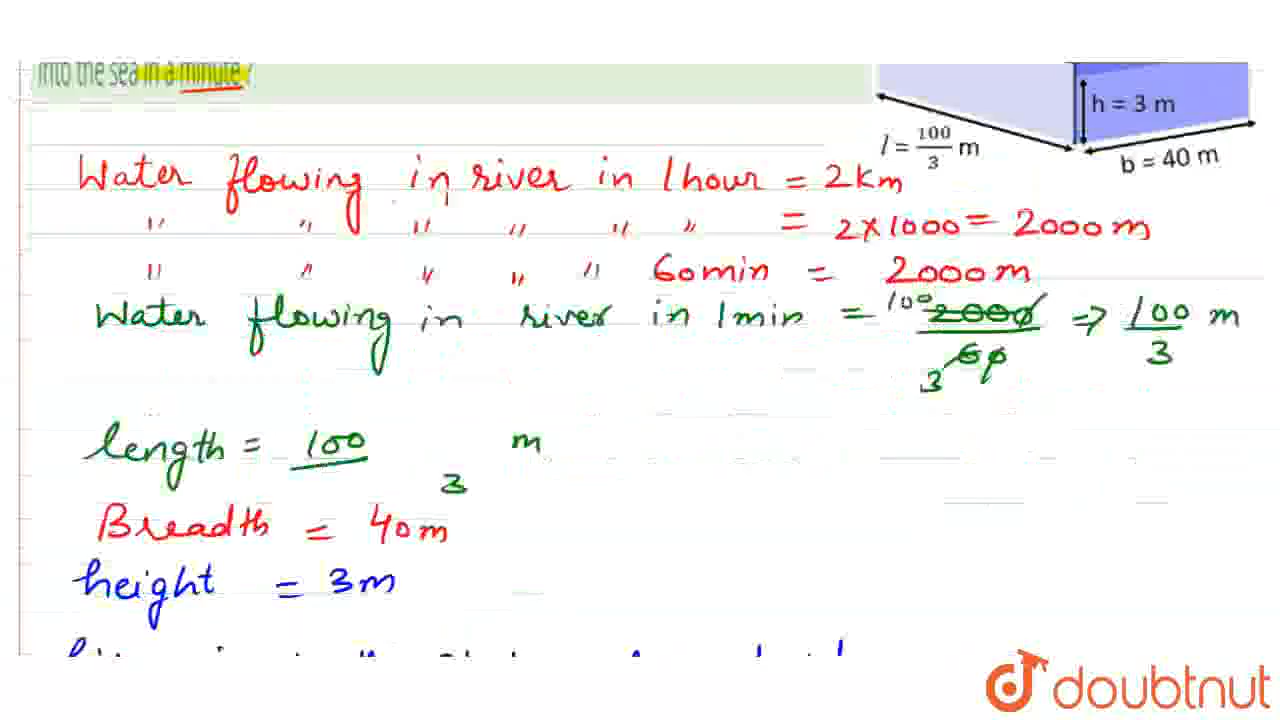 into the sea in a minute ?
h = 3 m
l = 100/3 m
b = 40 m
Water flowing in river in 1 hour = 2 km
" " " " " " = 2 x 1000 = 2000 m
" " " " " 60 min = 2000 m
Water flowing in river in 1 min = 100 2000/60 3 => 100/3 m
length = 100/3 m
Breadth = 40 m
height = 3 m
doubtnut